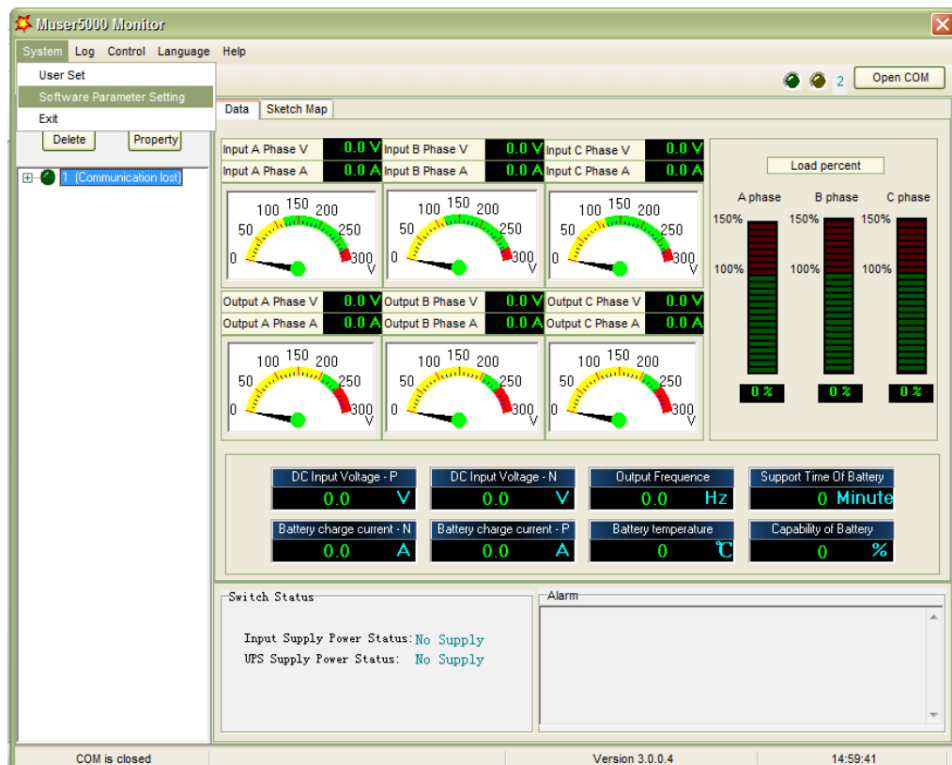 Muser5000 Monitor
System Log Control Language Help
User Set
Software Parameter Setting
Exit
2 Open COM
Delete Property
Data Sketch Map
1 (Communication lost)
Input A Phase V 0.0 V Input B Phase V 0.0 V Input C Phase V 0.0 V
Input A Phase A 0.0 A Input B Phase A 0.0 A Input C Phase A 0.0 A
0 50 100 150 200 250 300 V
0 50 100 150 200 250 300 V
0 50 100 150 200 250 300 V
Output A Phase V 0.0 V Output B Phase V 0.0 V Output C Phase V 0.0 V
Output A Phase A 0.0 A Output B Phase A 0.0 A Output C Phase A 0.0 A
0 50 100 150 200 250 300 V
0 50 100 150 200 250 300 V
0 50 100 150 200 250 300 V
Load percent
A phase B phase C phase
150% 150% 150%
100% 100% 100%
0 % 0 % 0 %
DC Input Voltage - P DC Input Voltage - N Output Frequence Support Time Of Battery
0.0 V 0.0 V 0.0 Hz 0 Minute
Battery charge current - N Battery charge current - P Battery temperature Capability of Battery
0.0 A 0.0 A 0 ℃ 0 %
Switch Status
Input Supply Power Status: No Supply
UPS Supply Power Status: No Supply
Alarm
COM is closed Version 3.0.0.4 14:59:41